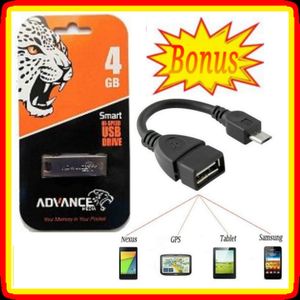 Bonus
4
GB
Smart
HI-SPEED
USB
DRIVE
ADVANCE
Your Memory in Your Pocket
Nexus
GPS
Tablet
Samsung